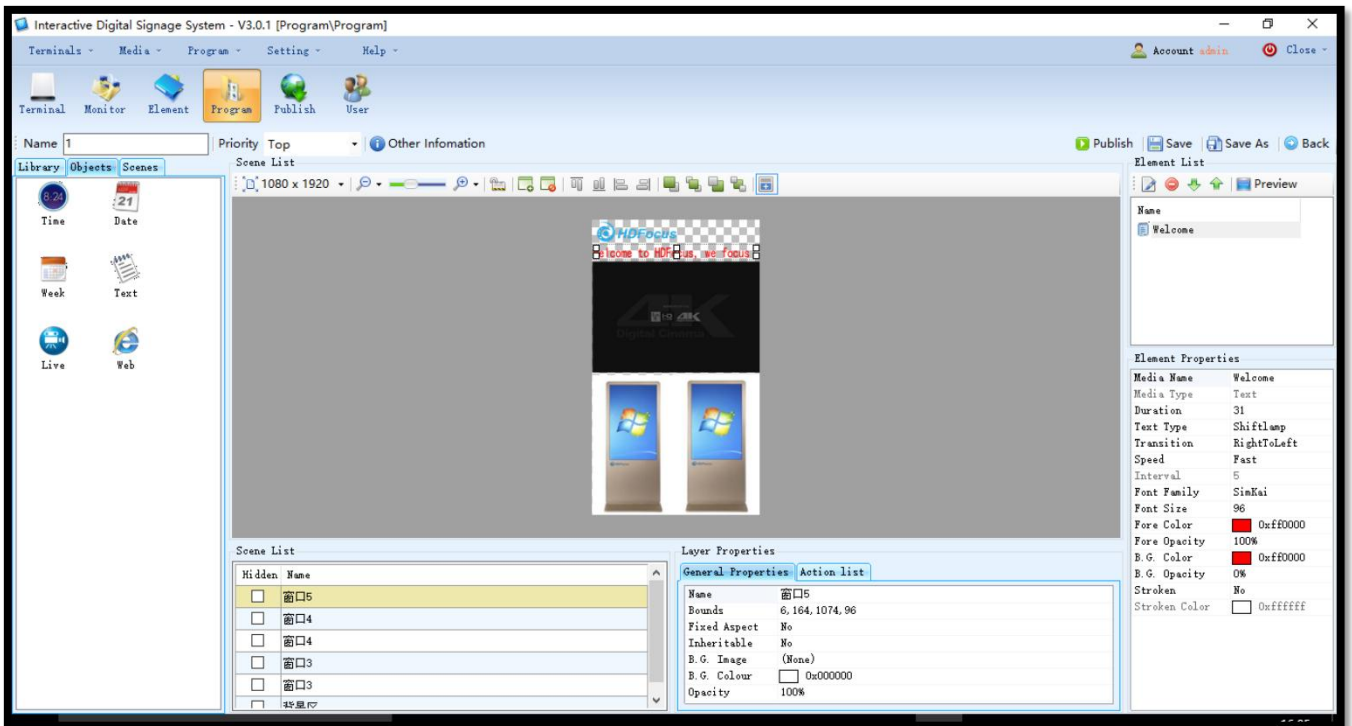 Interactive Digital Signage System - V3.0.1 [Program\Program]
Terminals Media Program Setting Help Account admin Close
Terminal Monitor Element Program Publish User
Name 1 Priority Top Other Infomation Publish Save Save As Back
Library Objects Scenes
8:24 21
Time Date
Week Text
Live Web
Scene List
1080 x 1920
HDFocus
elcome to HDFocus, we focus
4K
Digital Cinema
Scene List
Hidden Name
窗口5
窗口4
窗口4
窗口3
窗口3
Layer Properties
General Properties Action list
Name 窗口5
Bounds 6, 164, 1074, 96
Fixed Aspect No
Inheritable No
B.G. Image (None)
B.G. Colour 0x000000
Opacity 100%
Element List
Preview
Name
Welcome
Element Properties
Media Name Welcome
Media Type Text
Duration 31
Text Type Shiftlamp
Transition RightToLeft
Speed Fast
Interval 5
Font Family SimKai
Font Size 96
Fore Color 0xff0000
Fore Opacity 100%
B.G. Color 0xff0000
B.G. Opacity 0%
Stroken No
Stroken Color 0xffffff